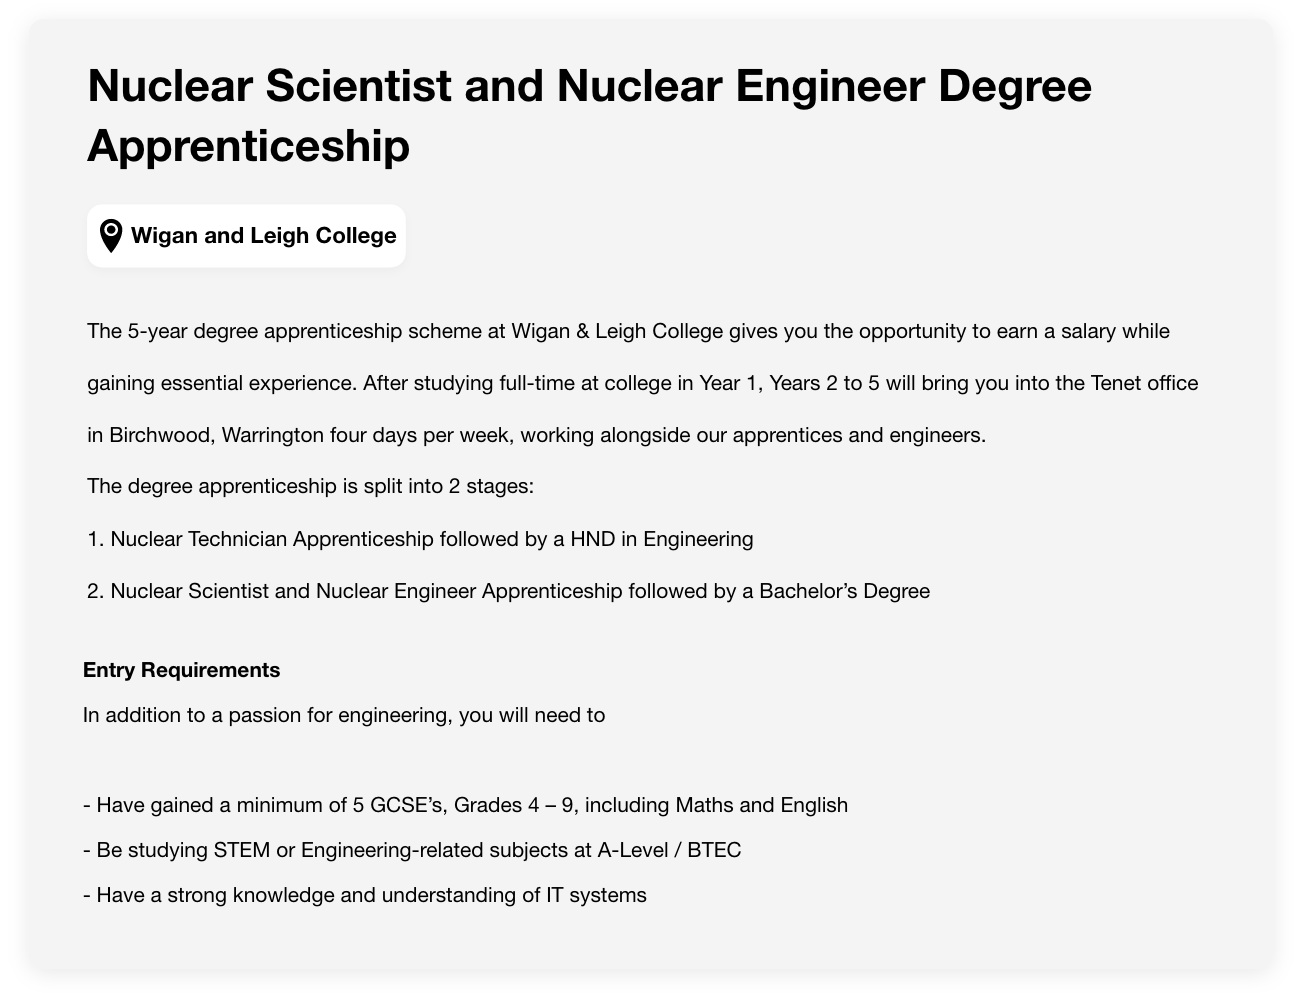 Nuclear Scientist and Nuclear Engineer Degree
Apprenticeship
Wigan and Leigh College
The 5-year degree apprenticeship scheme at Wigan & Leigh College gives you the opportunity to earn a salary while
gaining essential experience. After studying full-time at college in Year 1, Years 2 to 5 will bring you into the Tenet office
in Birchwood, Warrington four days per week, working alongside our apprentices and engineers.
The degree apprenticeship is split into 2 stages:
1. Nuclear Technician Apprenticeship followed by a HND in Engineering
2. Nuclear Scientist and Nuclear Engineer Apprenticeship followed by a Bachelor’s Degree
Entry Requirements
In addition to a passion for engineering, you will need to
- Have gained a minimum of 5 GCSE’s, Grades 4 – 9, including Maths and English
- Be studying STEM or Engineering-related subjects at A-Level / BTEC
- Have a strong knowledge and understanding of IT systems